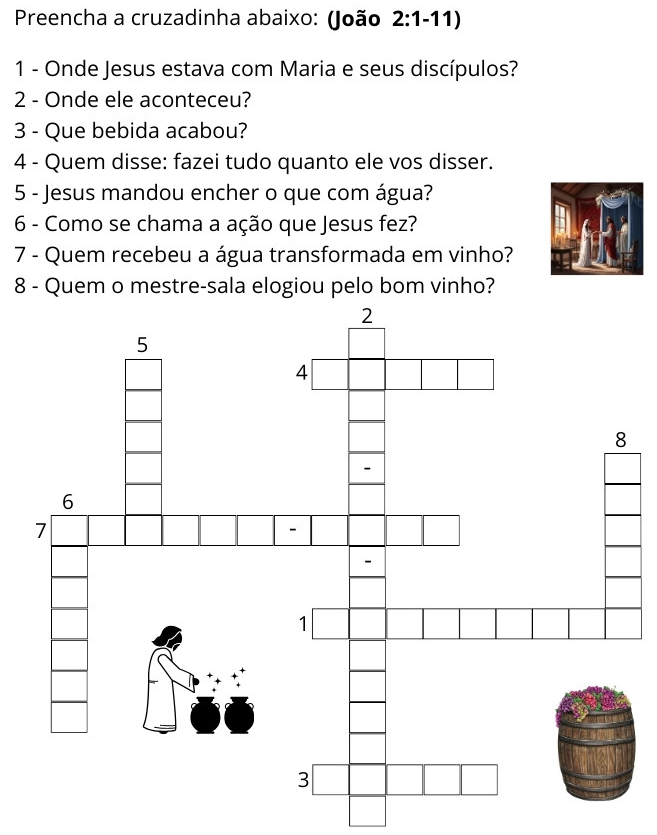 Preencha a cruzadinha abaixo: (João 2:1-11)
1 - Onde Jesus estava com Maria e seus discípulos?
2 - Onde ele aconteceu?
3 - Que bebida acabou?
4 - Quem disse: fazei tudo quanto ele vos disser.
5 - Jesus mandou encher o que com água?
6 - Como se chama a ação que Jesus fez?
7 - Quem recebeu a água transformada em vinho?
8 - Quem o mestre-sala elogiou pelo bom vinho?
2
5
4
8
-
6
7
-
-
1
3